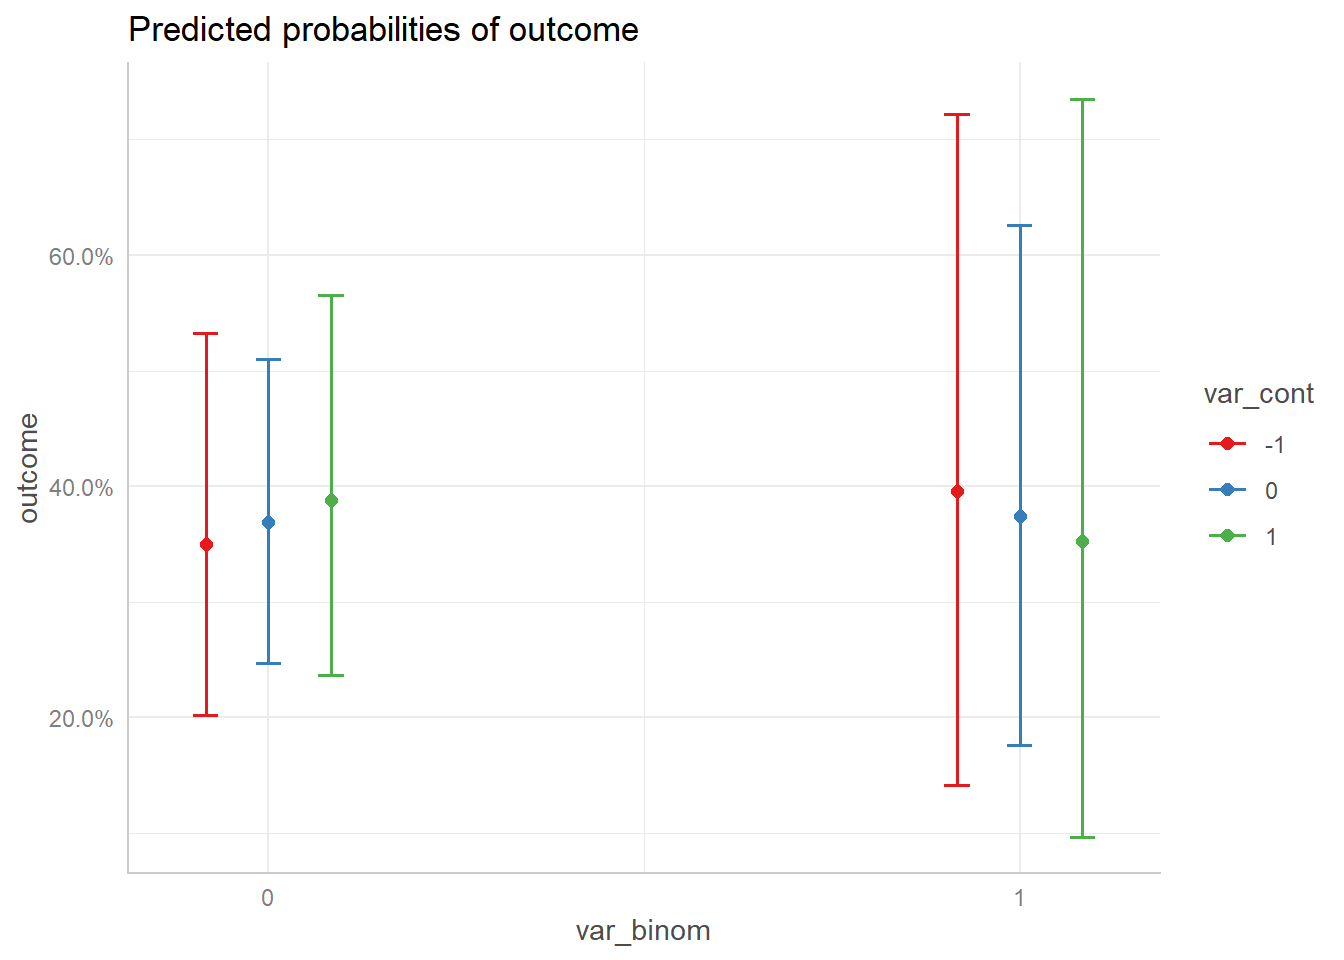 Predicted probabilities of outcome
60.0%
40.0%
20.0%
outcome
0
1
var_binom
var_cont
-1
0
1